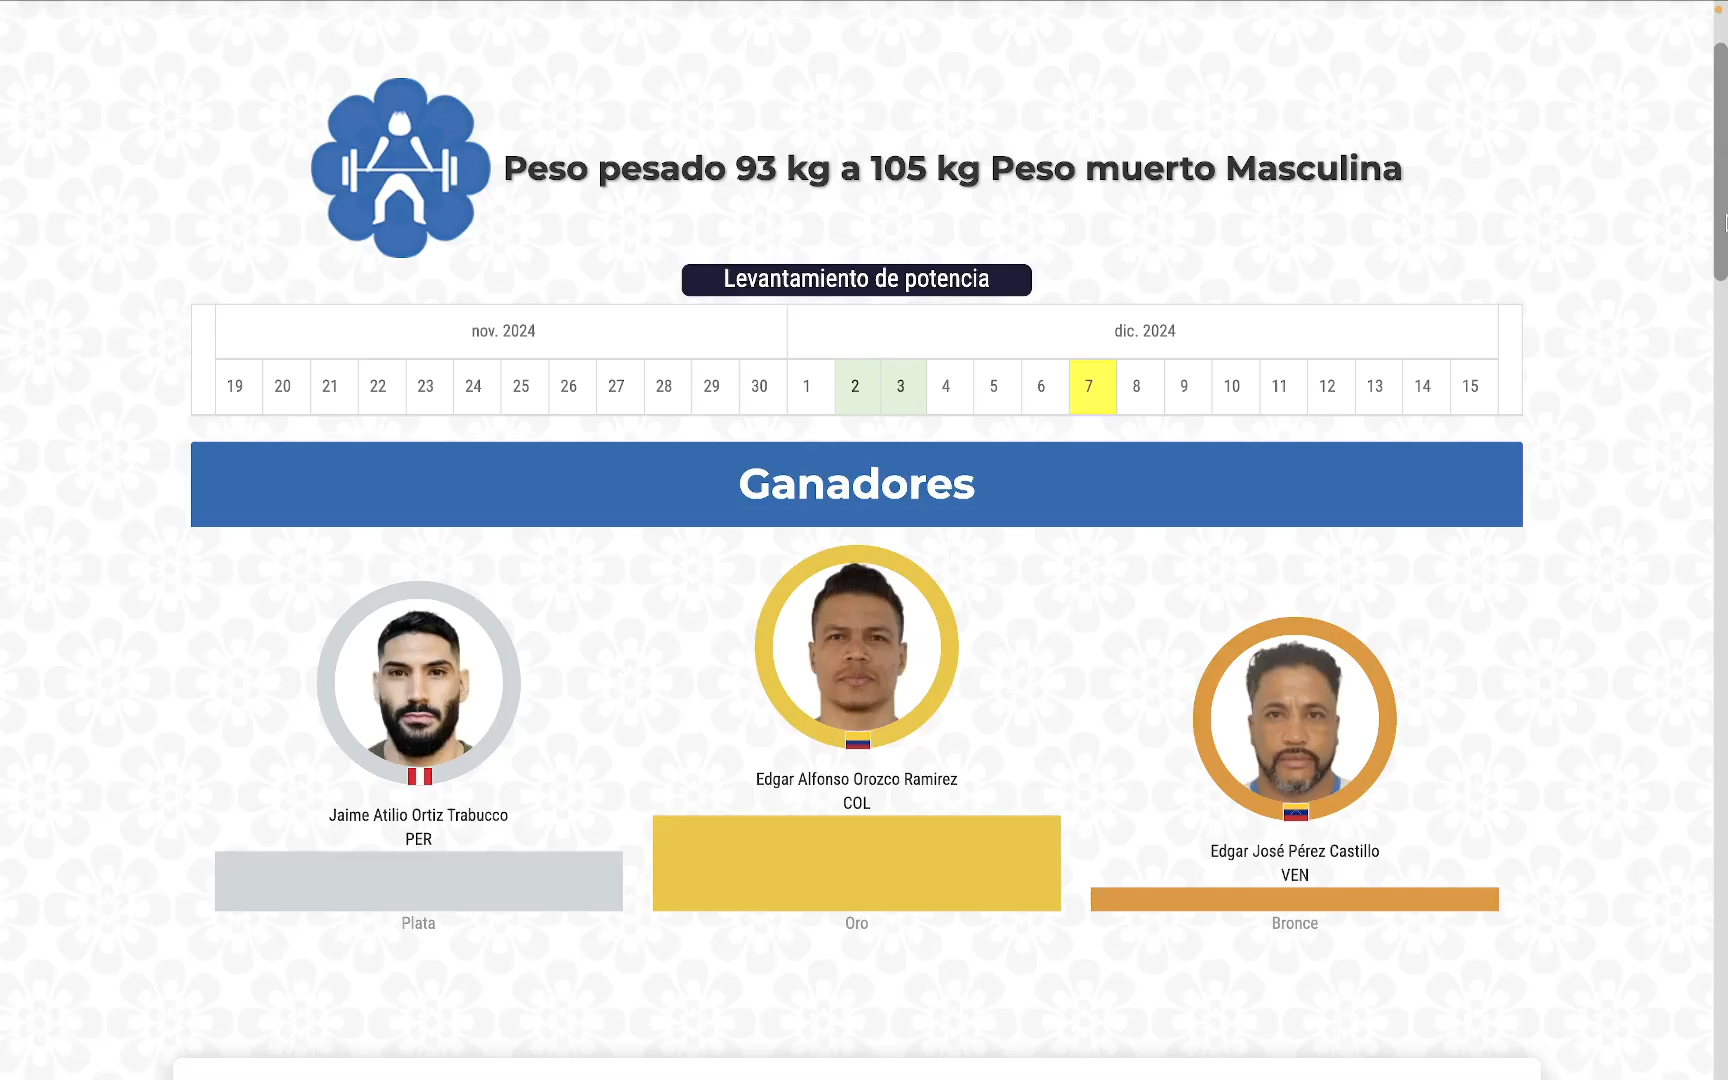 Peso pesado 93 kg a 105 kg Peso muerto Masculina
Levantamiento de potencia
nov. 2024 dic. 2024
19 20 21 22 23 24 25 26 27 28 29 30 1 2 3 4 5 6 7 8 9 10 11 12 13 14 15
Ganadores
Jaime Atilio Ortiz Trabucco
PER
Plata
Edgar Alfonso Orozco Ramirez
COL
Oro
Edgar José Pérez Castillo
VEN
Bronce